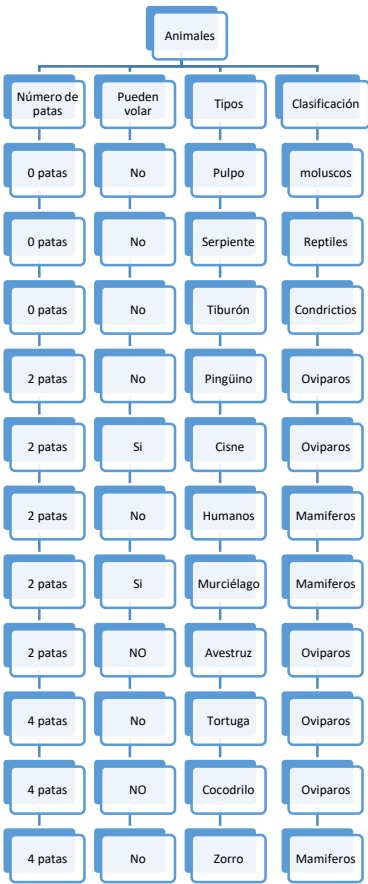 Animales
Número de patas
Pueden volar
Tipos
Clasificación
0 patas
No
Pulpo
moluscos
0 patas
No
Serpiente
Reptiles
0 patas
No
Tiburón
Condrictios
2 patas
No
Pingüino
Oviparos
2 patas
Si
Cisne
Oviparos
2 patas
No
Humanos
Mamiferos
2 patas
Si
Murciélago
Mamiferos
2 patas
NO
Avestruz
Oviparos
4 patas
No
Tortuga
Oviparos
4 patas
NO
Cocodrilo
Oviparos
4 patas
No
Zorro
Mamiferos